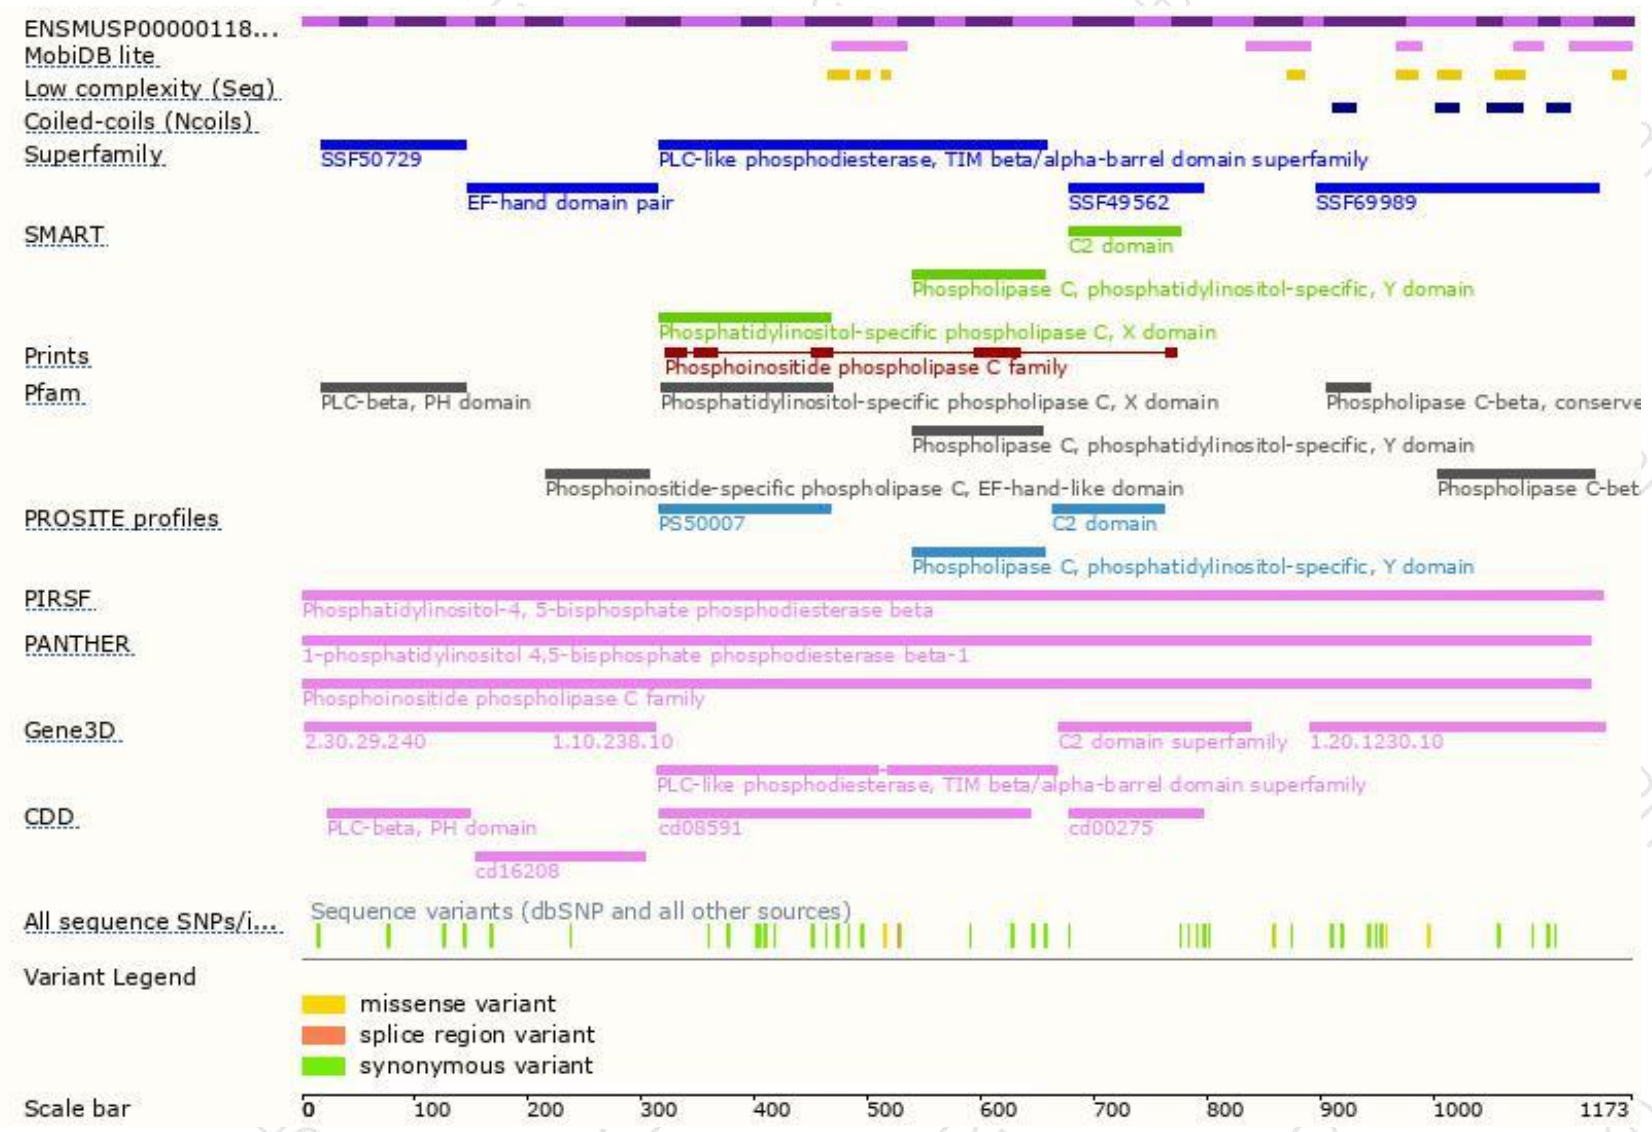 ENSMUSP00000118...
MobiDB lite
Low complexity (Seg)
Coiled-coils (Ncoils)
Superfamily
SSF50729
PLC-like phosphodiesterase, TIM beta/alpha-barrel domain superfamily
EF-hand domain pair
SSF49562
SSF69989
SMART
C2 domain
Phospholipase C, phosphatidylinositol-specific, Y domain
Phosphatidylinositol-specific phospholipase C, X domain
Prints
Phosphoinositide phospholipase C family
Pfam
PLC-beta, PH domain
Phosphatidylinositol-specific phospholipase C, X domain
Phospholipase C-beta, conserve
Phospholipase C, phosphatidylinositol-specific, Y domain
Phosphoinositide-specific phospholipase C, EF-hand-like domain
Phospholipase C-bet
PROSITE profiles
PS50007
C2 domain
Phospholipase C, phosphatidylinositol-specific, Y domain
PIRSF
Phosphatidylinositol-4, 5-bisphosphate phosphodiesterase beta
PANTHER
1-phosphatidylinositol 4,5-bisphosphate phosphodiesterase beta-1
Phosphoinositide phospholipase C family
Gene3D
2.30.29.240
1.10.238.10
C2 domain superfamily
1.20.1230.10
PLC-like phosphodiesterase, TIM beta/alpha-barrel domain superfamily
CDD
PLC-beta, PH domain
cd08591
cd00275
cd16208
Sequence variants (dbSNP and all other sources)
All sequence SNPs/i...
Variant Legend
missense variant
splice region variant
synonymous variant
Scale bar
0 100 200 300 400 500 600 700 800 900 1000 1173